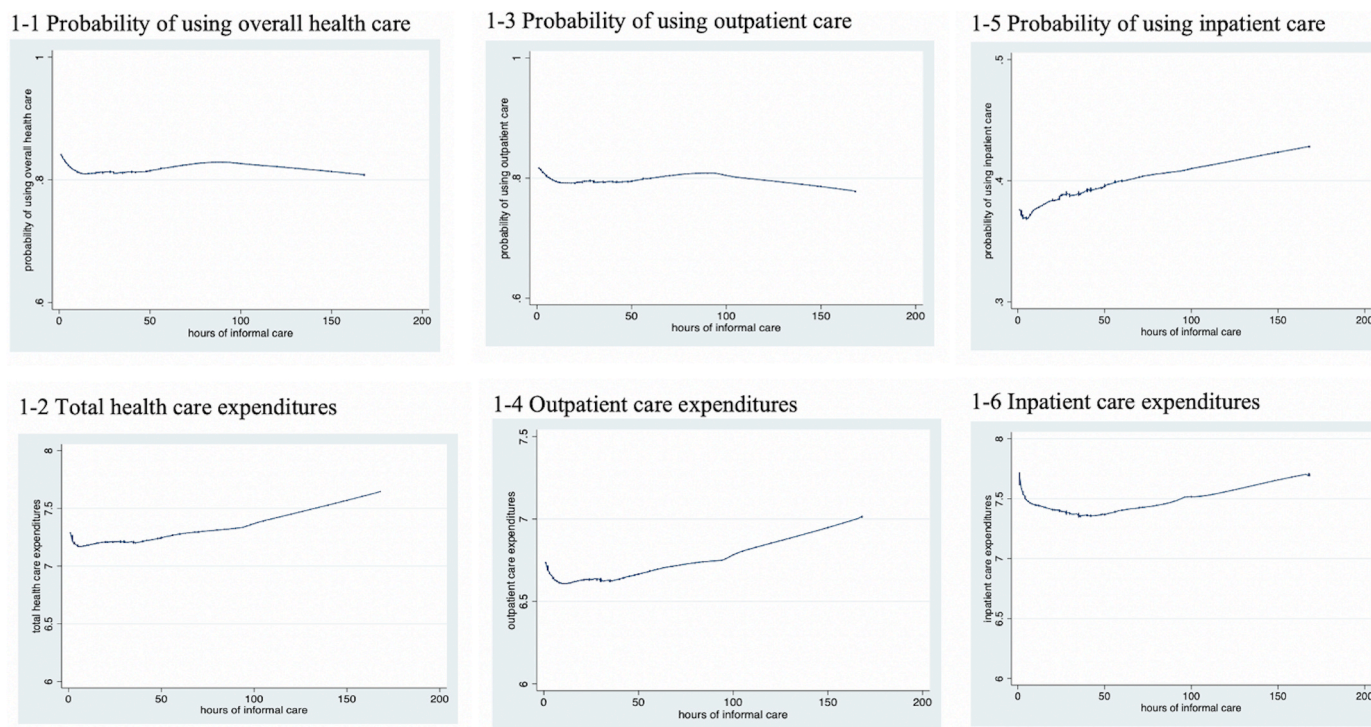 1-1 Probability of using overall health care
probability of using overall health care
1
.8
.6
0 50 100 150 200
hours of informal care
1-3 Probability of using outpatient care
probability of using outpatient care
1
.8
.6
0 50 100 150 200
hours of informal care
1-5 Probability of using inpatient care
probability of using inpatient care
.5
.4
.3
0 50 100 150 200
hours of informal care
1-2 Total health care expenditures
total health care expenditures
8
7.5
7
6.5
6
0 50 100 150 200
hours of informal care
1-4 Outpatient care expenditures
outpatient care expenditures
7.5
7
6.5
6
0 50 100 150 200
hours of informal care
1-6 Inpatient care expenditures
inpatient care expenditures
8
7.5
7
6.5
6
0 50 100 150 200
hours of informal care